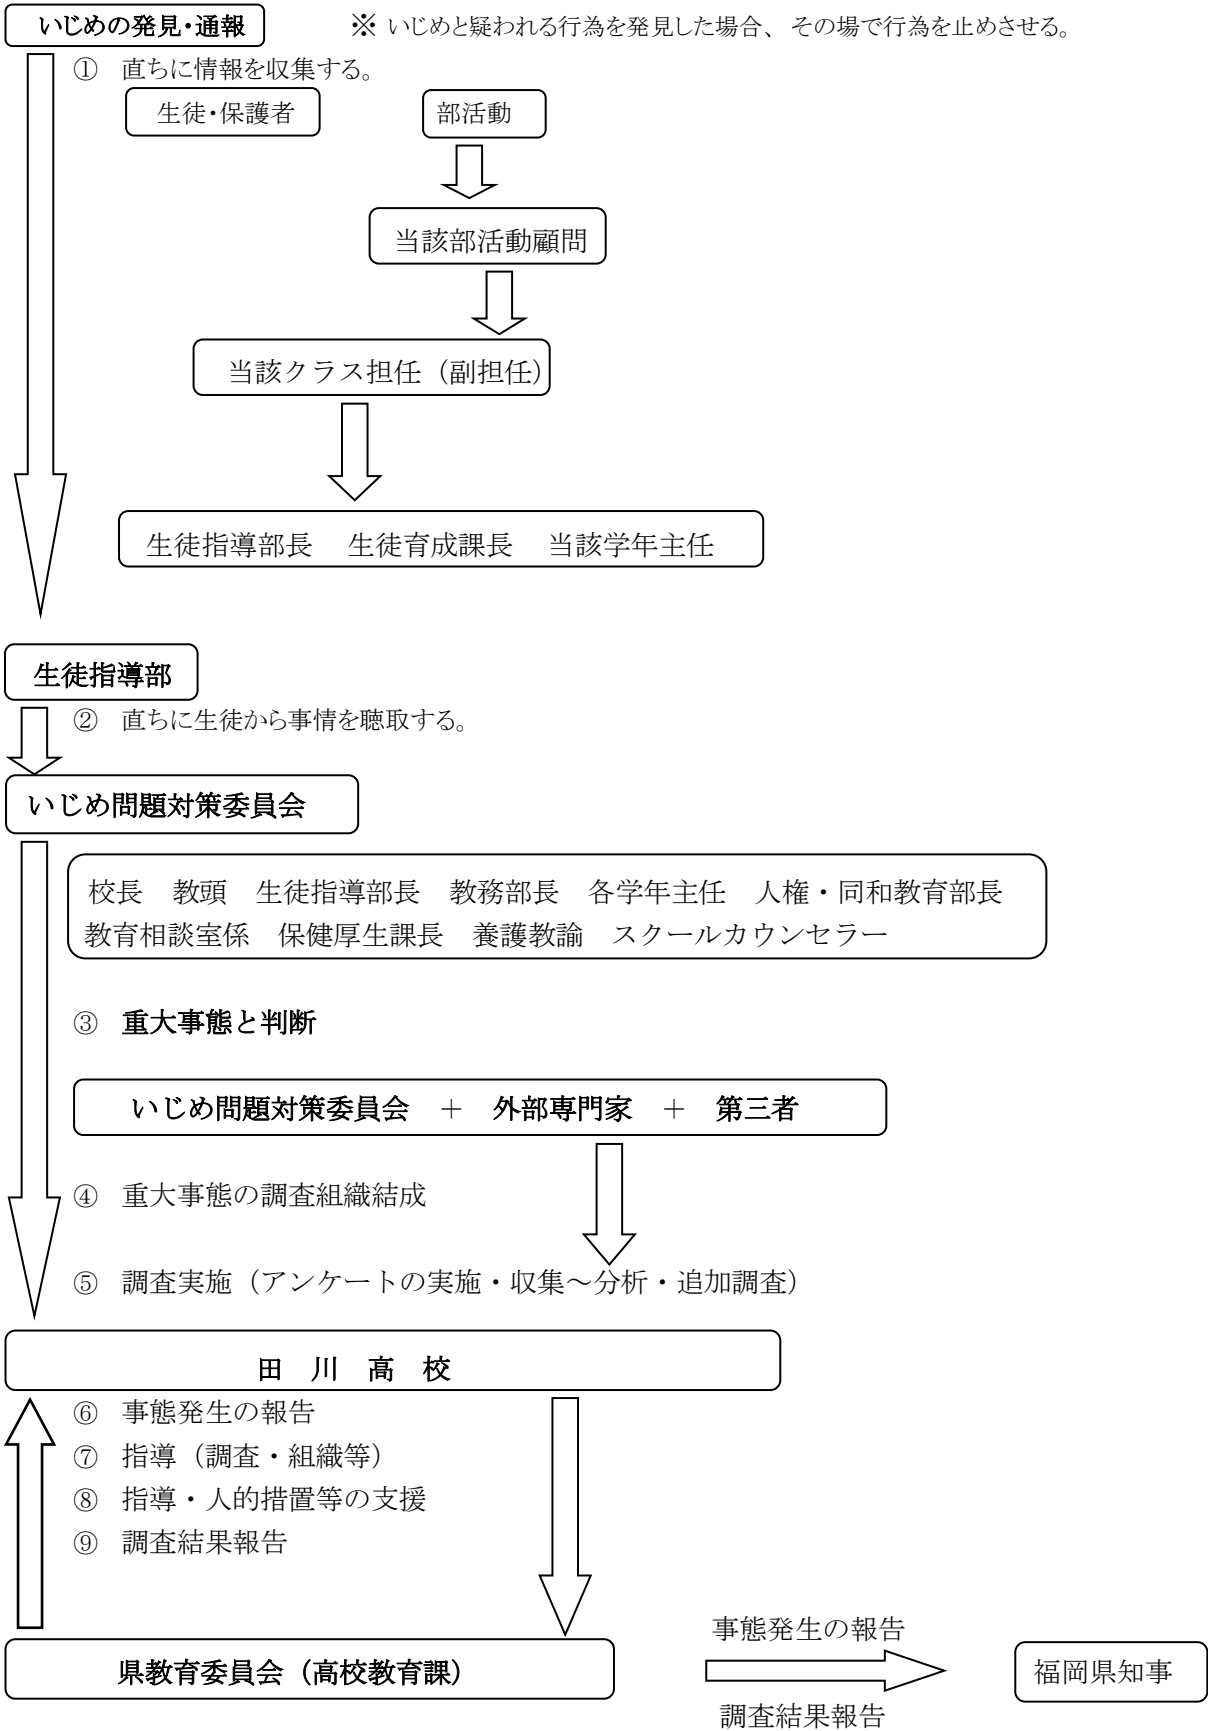 いじめの発見・通報　※ いじめと疑われる行為を発見した場合、その場で行為を止めさせる。
① 直ちに情報を収集する。
生徒・保護者　部活動
当該部活動顧問
当該クラス担任（副担任）
生徒指導部長　生徒育成課長　当該学年主任
生徒指導部
② 直ちに生徒から事情を聴取する。
いじめ問題対策委員会
校長　教頭　生徒指導部長　教務部長　各学年主任　人権・同和教育部長
教育相談室係　保健厚生課長　養護教諭　スクールカウンセラー
③ 重大事態と判断
いじめ問題対策委員会　＋　外部専門家　＋　第三者
④ 重大事態の調査組織結成
⑤ 調査実施（アンケートの実施・収集～分析・追加調査）
田　川　高　校
⑥ 事態発生の報告
⑦ 指導（調査・組織等）
⑧ 指導・人的措置等の支援
⑨ 調査結果報告
事態発生の報告
県教育委員会（高校教育課）　福岡県知事
調査結果報告